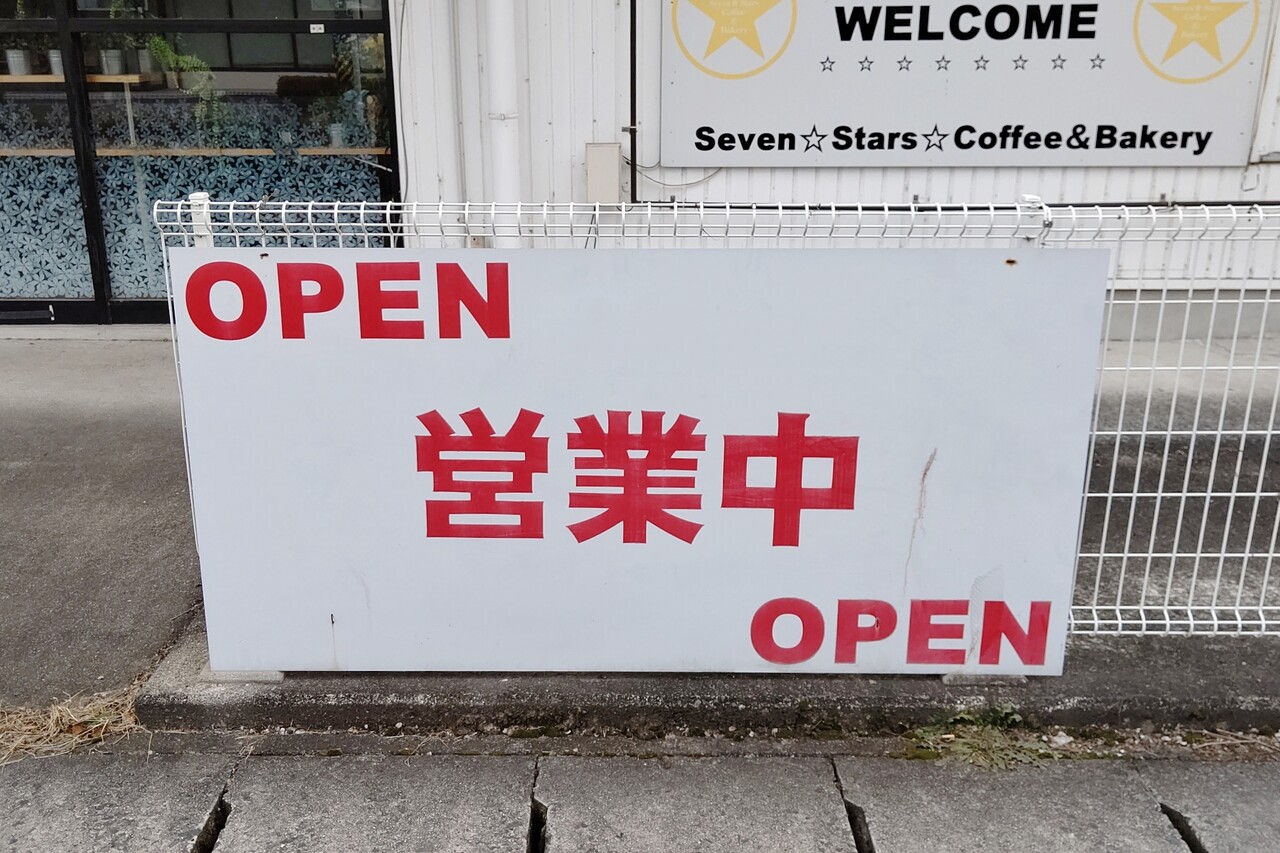 WELCOME
☆ ☆ ☆ ☆ ☆ ☆ ☆ ☆
Seven☆Stars☆Coffee&Bakery
OPEN
営業中
OPEN